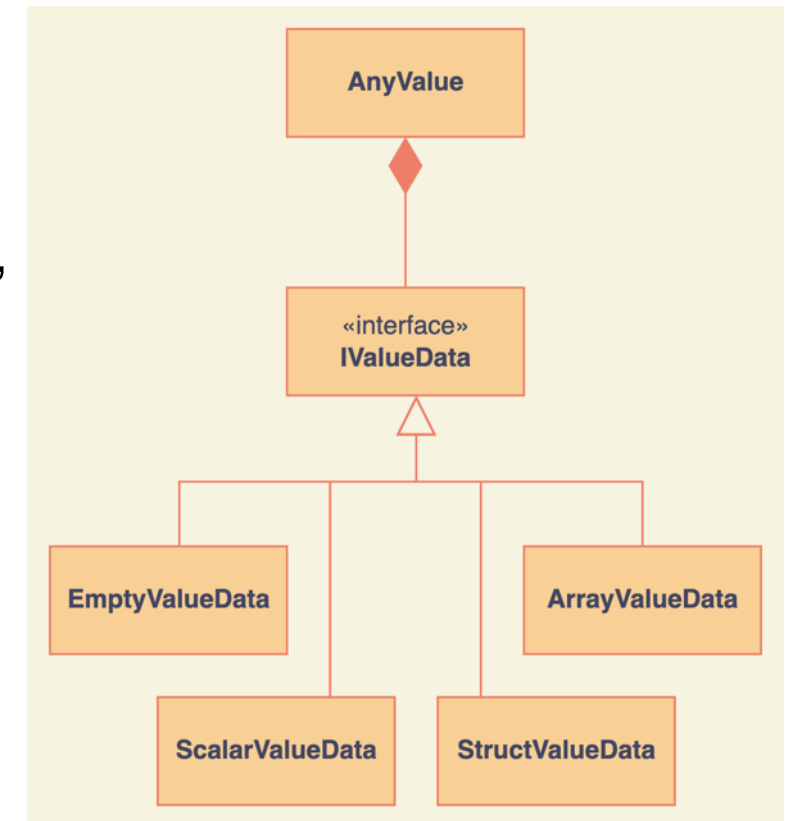 AnyValue
,
«interface»
IValueData
EmptyValueData
ArrayValueData
ScalarValueData
StructValueData